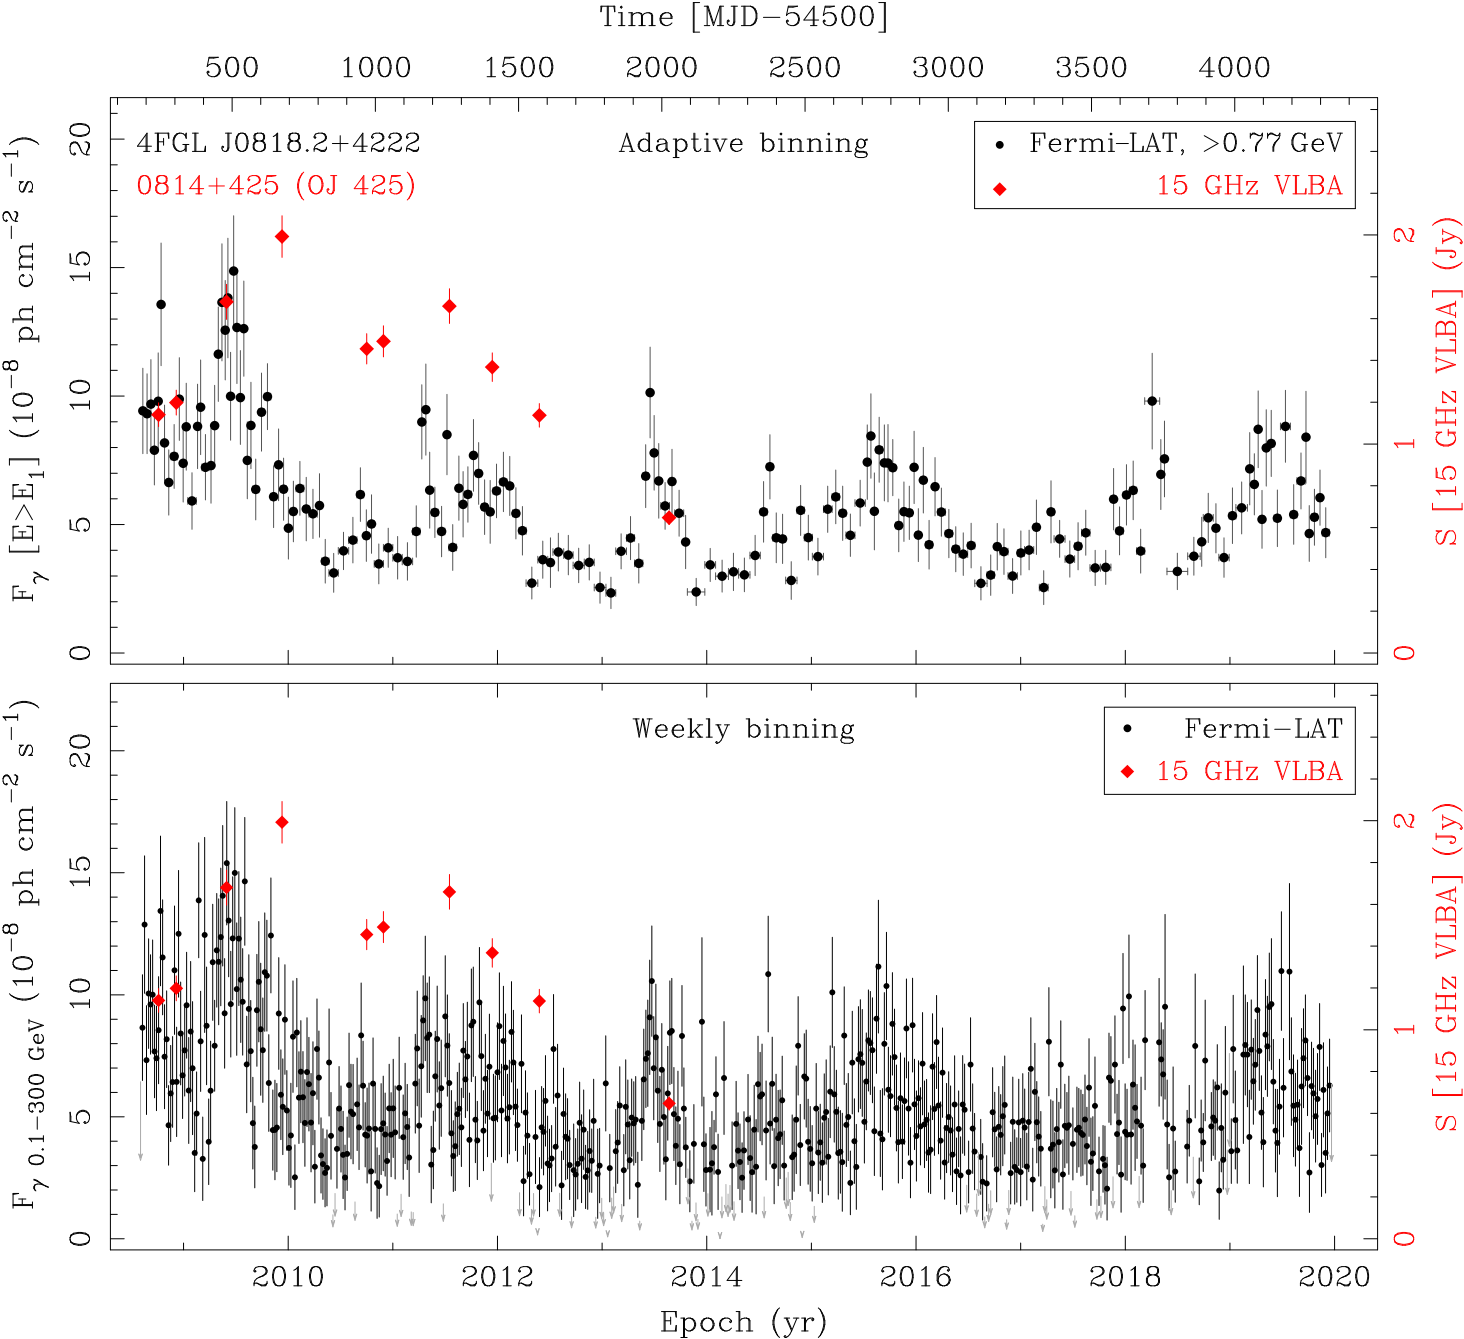 Time [MJD−54500]
500 1000 1500 2000 2500 3000 3500 4000
4FGL J0818.2+4222
0814+425 (OJ 425)
Adaptive binning
Fermi−LAT, >0.77 GeV
15 GHz VLBA
F_γ [E>E_1] (10^−8 ph cm^−2 s^−1)
20
15
10
5
0
2
1
0
S [15 GHz VLBA] (Jy)
Weekly binning
Fermi−LAT
15 GHz VLBA
F_γ 0.1−300 GeV (10^−8 ph cm^−2 s^−1)
20
15
10
5
0
2
1
0
S [15 GHz VLBA] (Jy)
2010 2012 2014 2016 2018 2020
Epoch (yr)